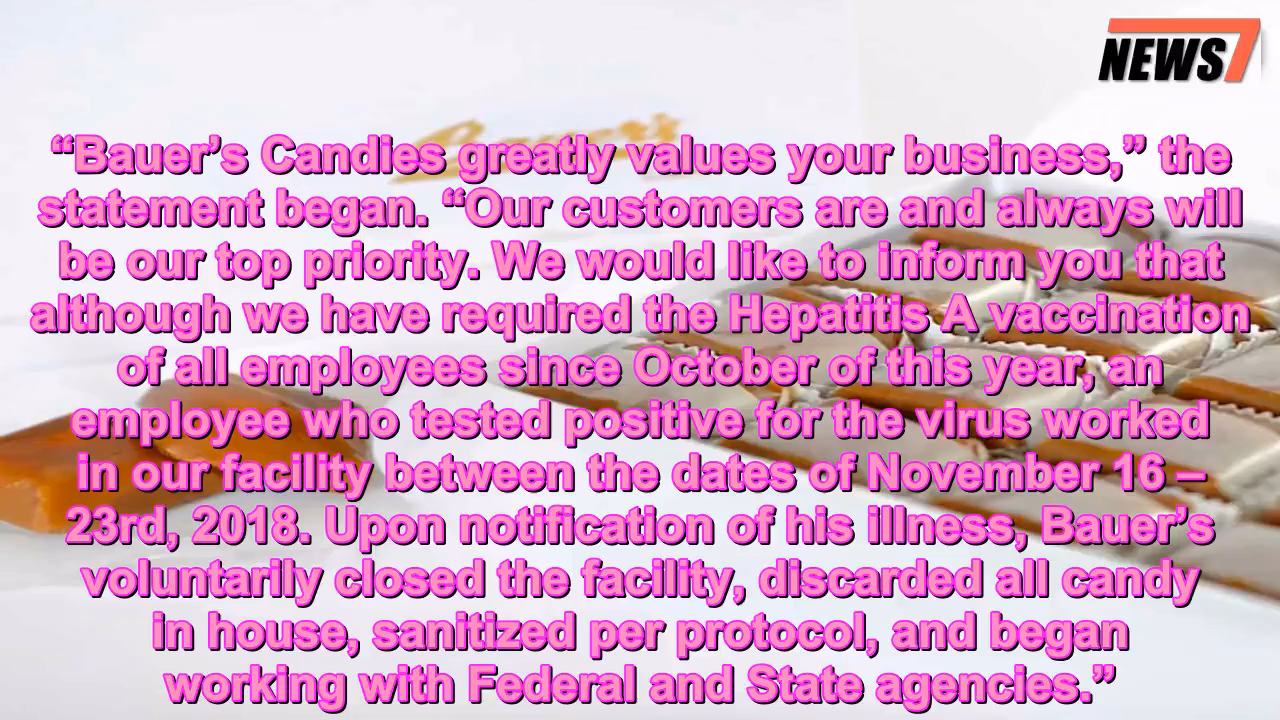 NEWS7
“Bauer’s Candies greatly values your business,” the
statement began. “Our customers are and always will
be our top priority. We would like to inform you that
although we have required the Hepatitis A vaccination
of all employees since October of this year, an
employee who tested positive for the virus worked
in our facility between the dates of November 16 –
23rd, 2018. Upon notification of his illness, Bauer’s
voluntarily closed the facility, discarded all candy
in house, sanitized per protocol, and began
working with Federal and State agencies.”